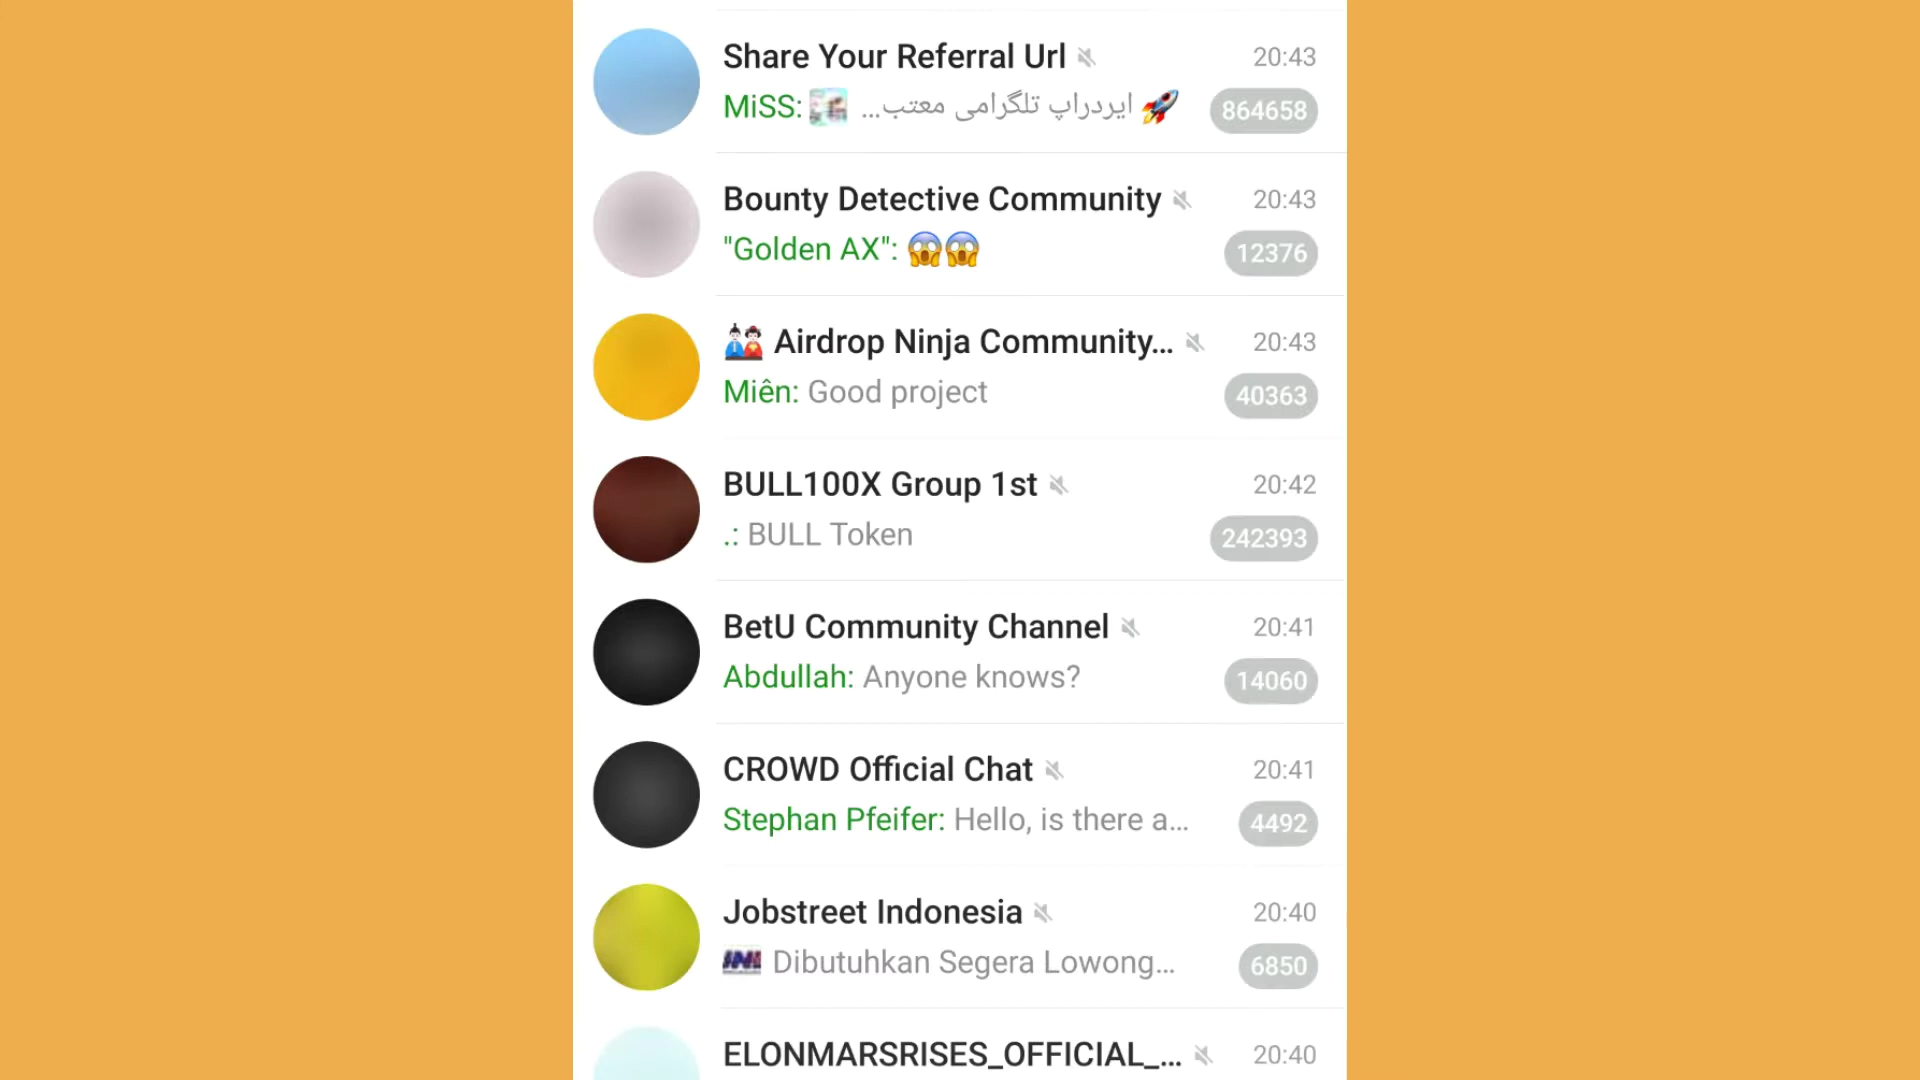 Share Your Referral Url 20:43
MiSS: 🚀 ایردراپ تلگرامی معتب... 864658
Bounty Detective Community 20:43
"Golden AX": 😱😱 12376
🎎 Airdrop Ninja Community... 20:43
Miên: Good project 40363
BULL100X Group 1st 20:42
.: BULL Token 242393
BetU Community Channel 20:41
Abdullah: Anyone knows? 14060
CROWD Official Chat 20:41
Stephan Pfeifer: Hello, is there a... 4492
Jobstreet Indonesia 20:40
Dibutuhkan Segera Lowong... 6850
ELONMARSRISES_OFFICIAL_... 20:40